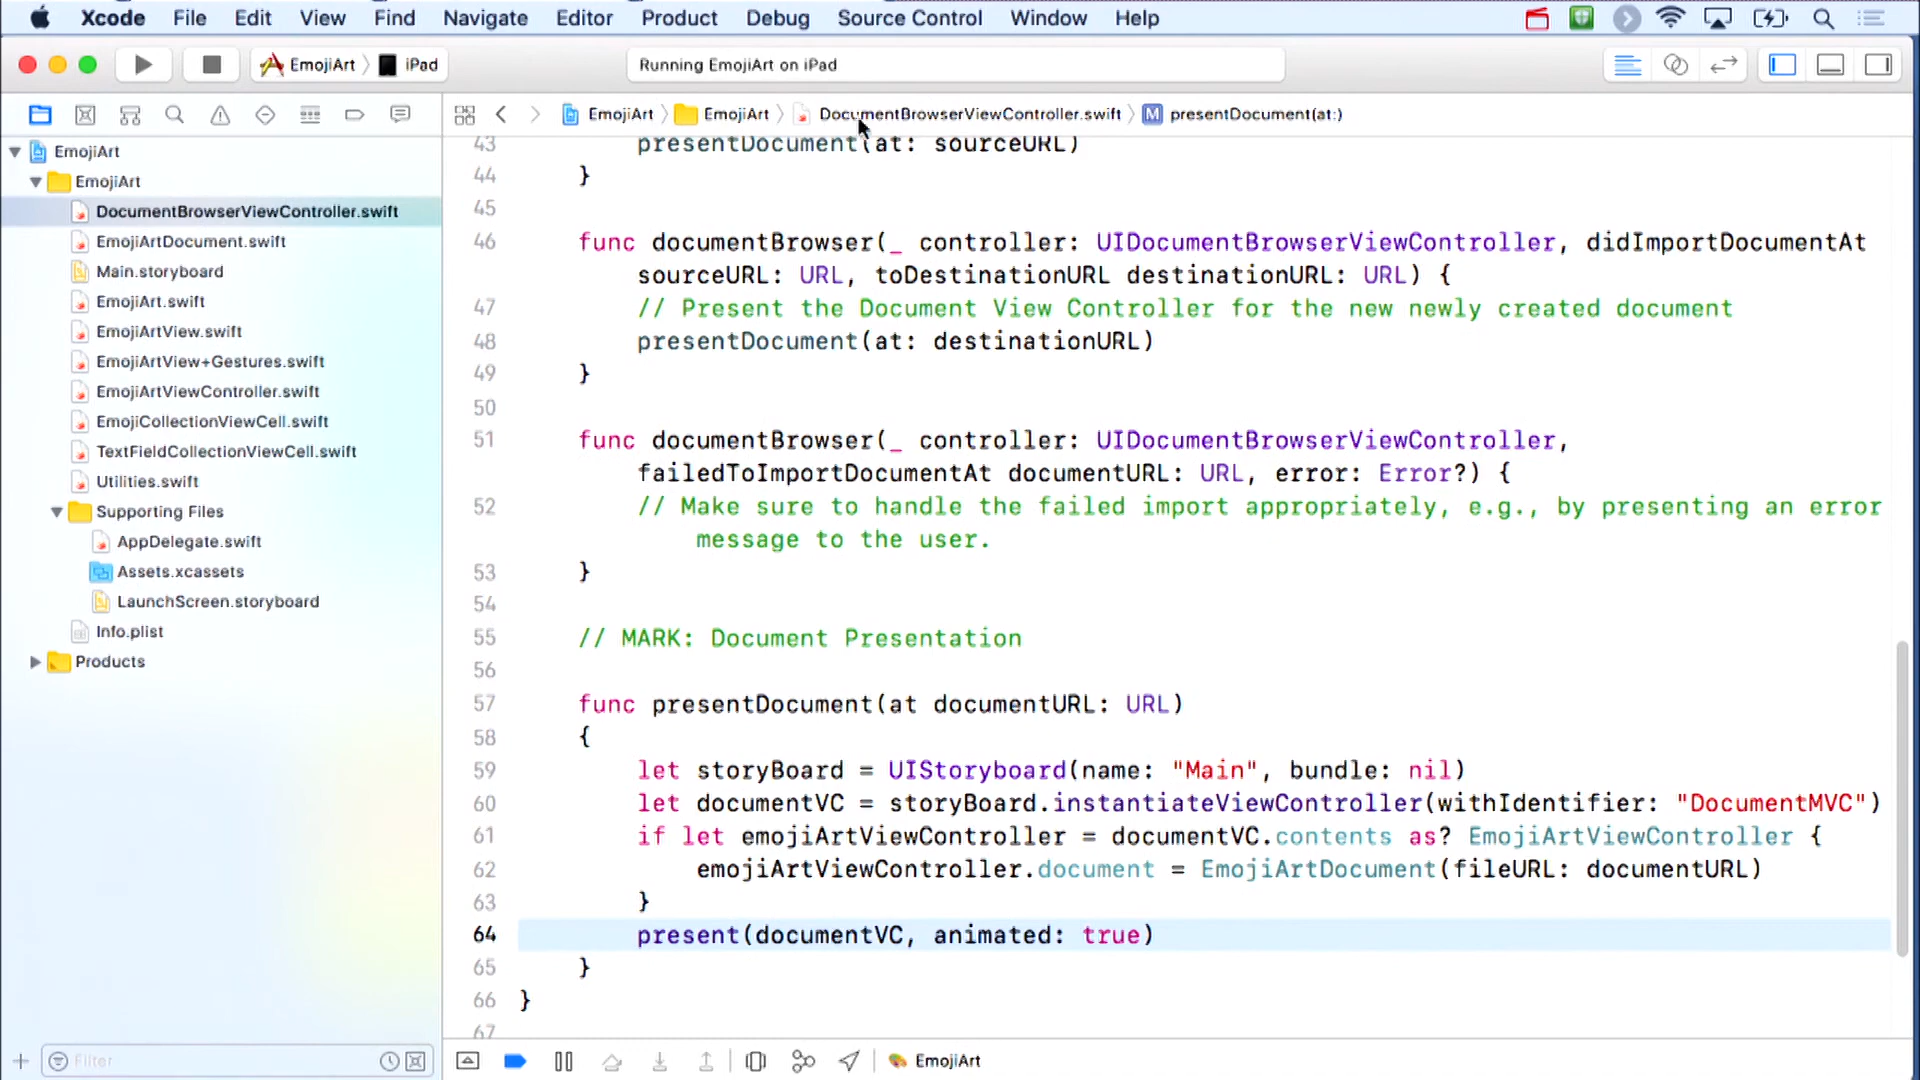 Xcode File Edit View Find Navigate Editor Product Debug Source Control Window Help
EmojiArt iPad
Running EmojiArt on iPad
EmojiArt EmojiArt DocumentBrowserViewController.swift M presentDocument(at:)
EmojiArt
EmojiArt
DocumentBrowserViewController.swift
EmojiArtDocument.swift
Main.storyboard
EmojiArt.swift
EmojiArtView.swift
EmojiArtView+Gestures.swift
EmojiArtViewController.swift
EmojiCollectionViewCell.swift
TextFieldCollectionViewCell.swift
Utilities.swift
Supporting Files
AppDelegate.swift
Assets.xcassets
LaunchScreen.storyboard
Info.plist
Products
Filter
43 presentDocument(at: sourceURL)
44 }
45
46 func documentBrowser(_ controller: UIDocumentBrowserViewController, didImportDocumentAt
sourceURL: URL, toDestinationURL destinationURL: URL) {
47 // Present the Document View Controller for the new newly created document
48 presentDocument(at: destinationURL)
49 }
50
51 func documentBrowser(_ controller: UIDocumentBrowserViewController,
failedToImportDocumentAt documentURL: URL, error: Error?) {
52 // Make sure to handle the failed import appropriately, e.g., by presenting an error
message to the user.
53 }
54
55 // MARK: Document Presentation
56
57 func presentDocument(at documentURL: URL)
58 {
59 let storyBoard = UIStoryboard(name: "Main", bundle: nil)
60 let documentVC = storyBoard.instantiateViewController(withIdentifier: "DocumentMVC")
61 if let emojiArtViewController = documentVC.contents as? EmojiArtViewController {
62 emojiArtViewController.document = EmojiArtDocument(fileURL: documentURL)
63 }
64 present(documentVC, animated: true)
65 }
66 }
67
EmojiArt